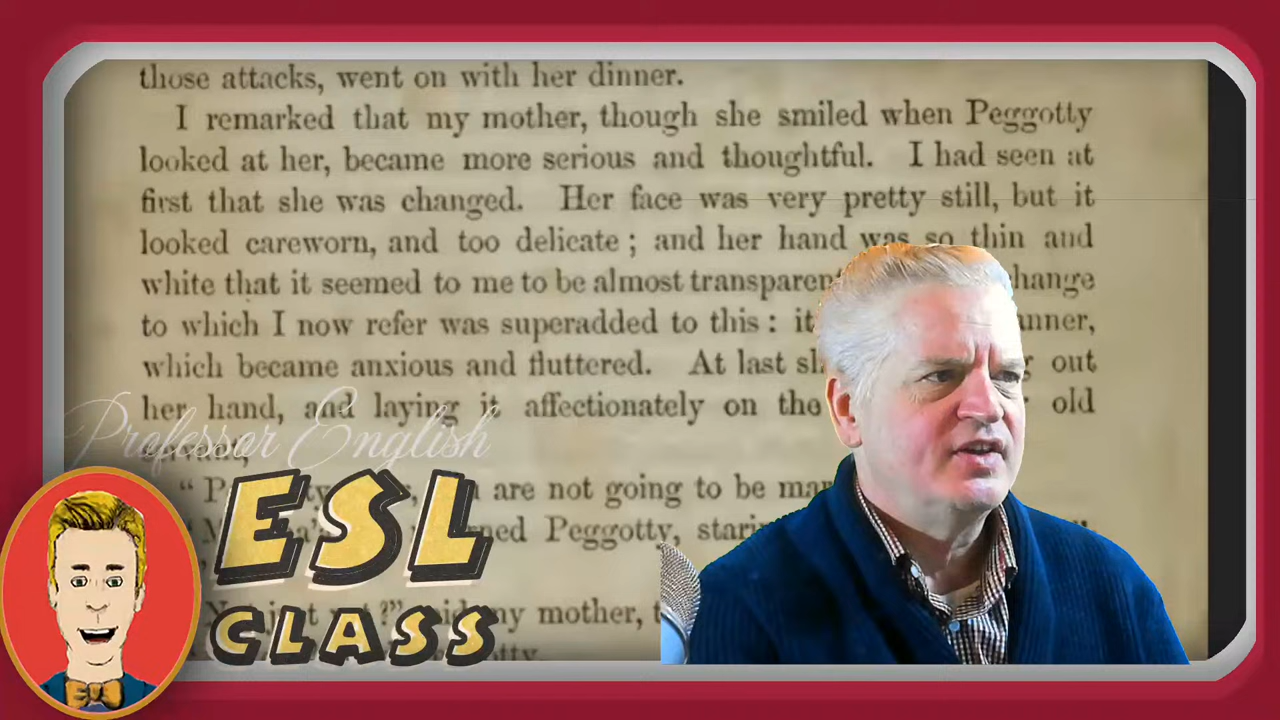 those attacks, went on with her dinner.
I remarked that my mother, though she smiled when Peggotty
looked at her, became more serious and thoughtful. I had seen at
first that she was changed. Her face was very pretty still, but it
looked careworn, and too delicate ; and her hand was so thin and
white that it seemed to me to be almost transparen hange
to which I now refer was superadded to this : it nner,
which became anxious and fluttered. At last sh out
her hand, and laying it affectionately on the old
Professor English
are not going to be mar
ned Peggotty, starin
ESL
my mother, t
CLASS